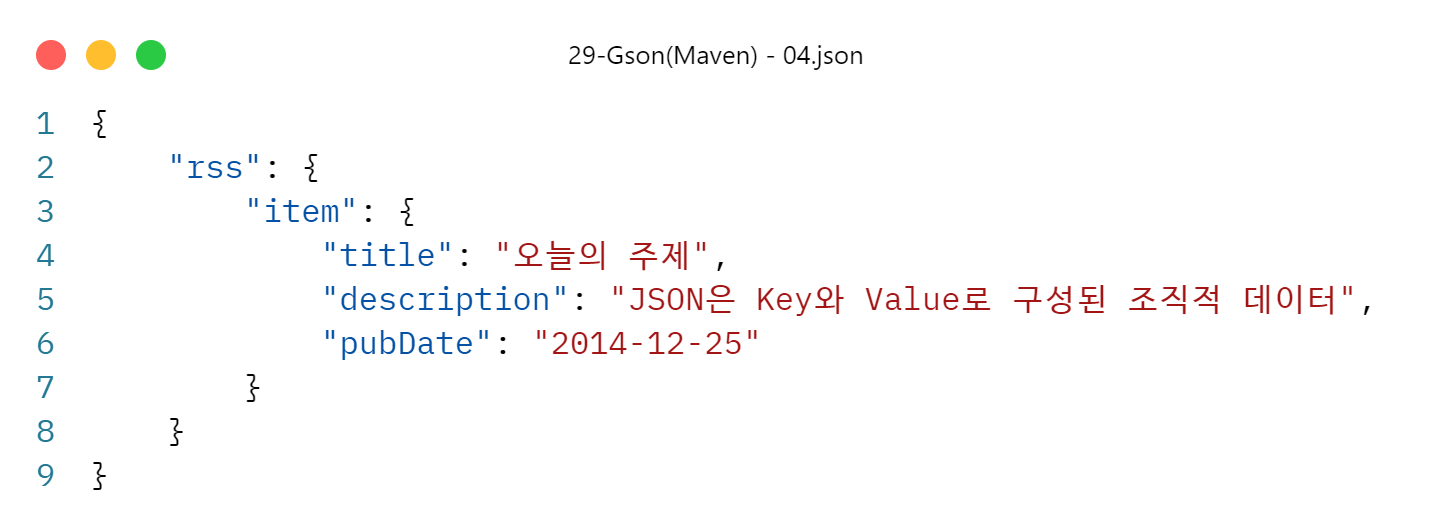 29-Gson(Maven) - 04.json
1 {
2     "rss": {
3         "item": {
4             "title": "오늘의 주제",
5             "description": "JSON은 Key와 Value로 구성된 조직적 데이터",
6             "pubDate": "2014-12-25"
7         }
8     }
9 }